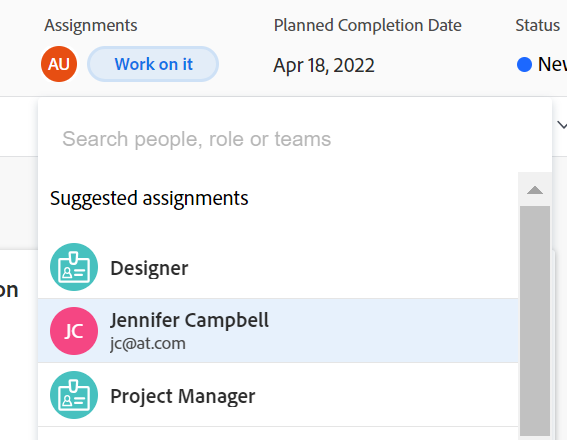 Assignments Planned Completion Date Status
AU Work on it Apr 18, 2022 New
Search people, role or teams
Suggested assignments
Designer
on
JC Jennifer Campbell
jc@at.com
Project Manager